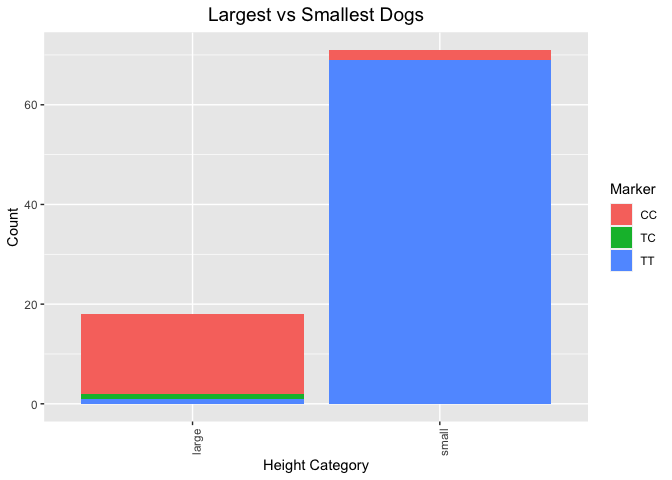 Largest vs Smallest Dogs
Count
60
40
20
0
large
small
Height Category
Marker
CC
TC
TT